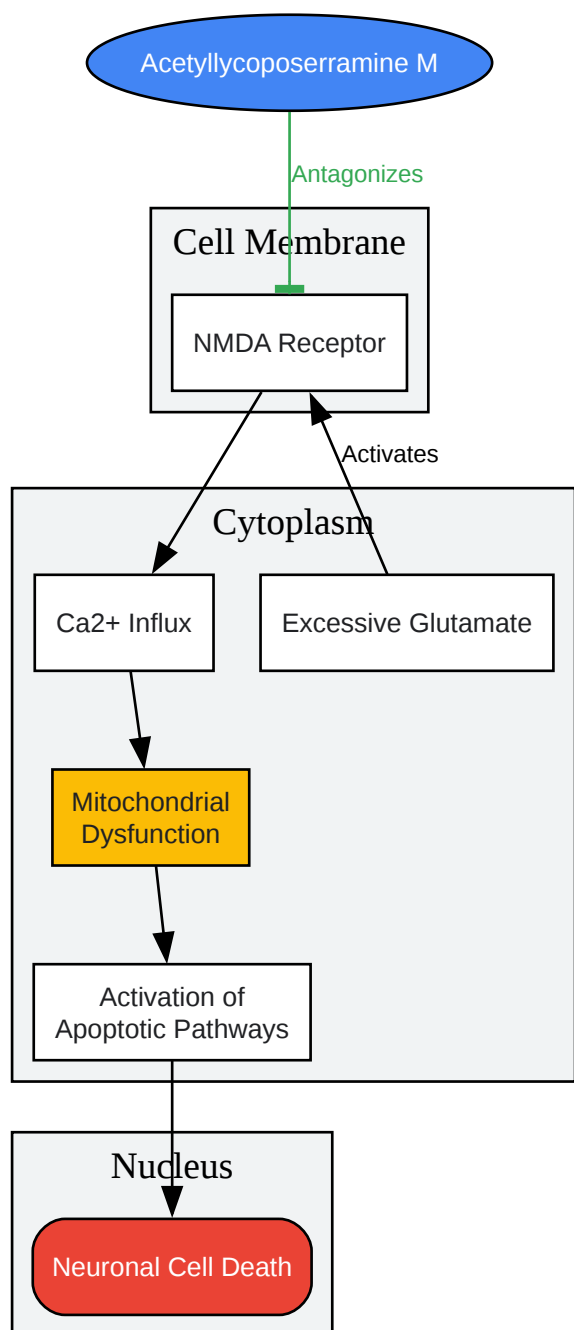 Acetyllycoposerramine M
Antagonizes
Cell Membrane
NMDA Receptor
Activates
Cytoplasm
Ca2+ Influx
Excessive Glutamate
Mitochondrial
Dysfunction
Activation of
Apoptotic Pathways
Nucleus
Neuronal Cell Death